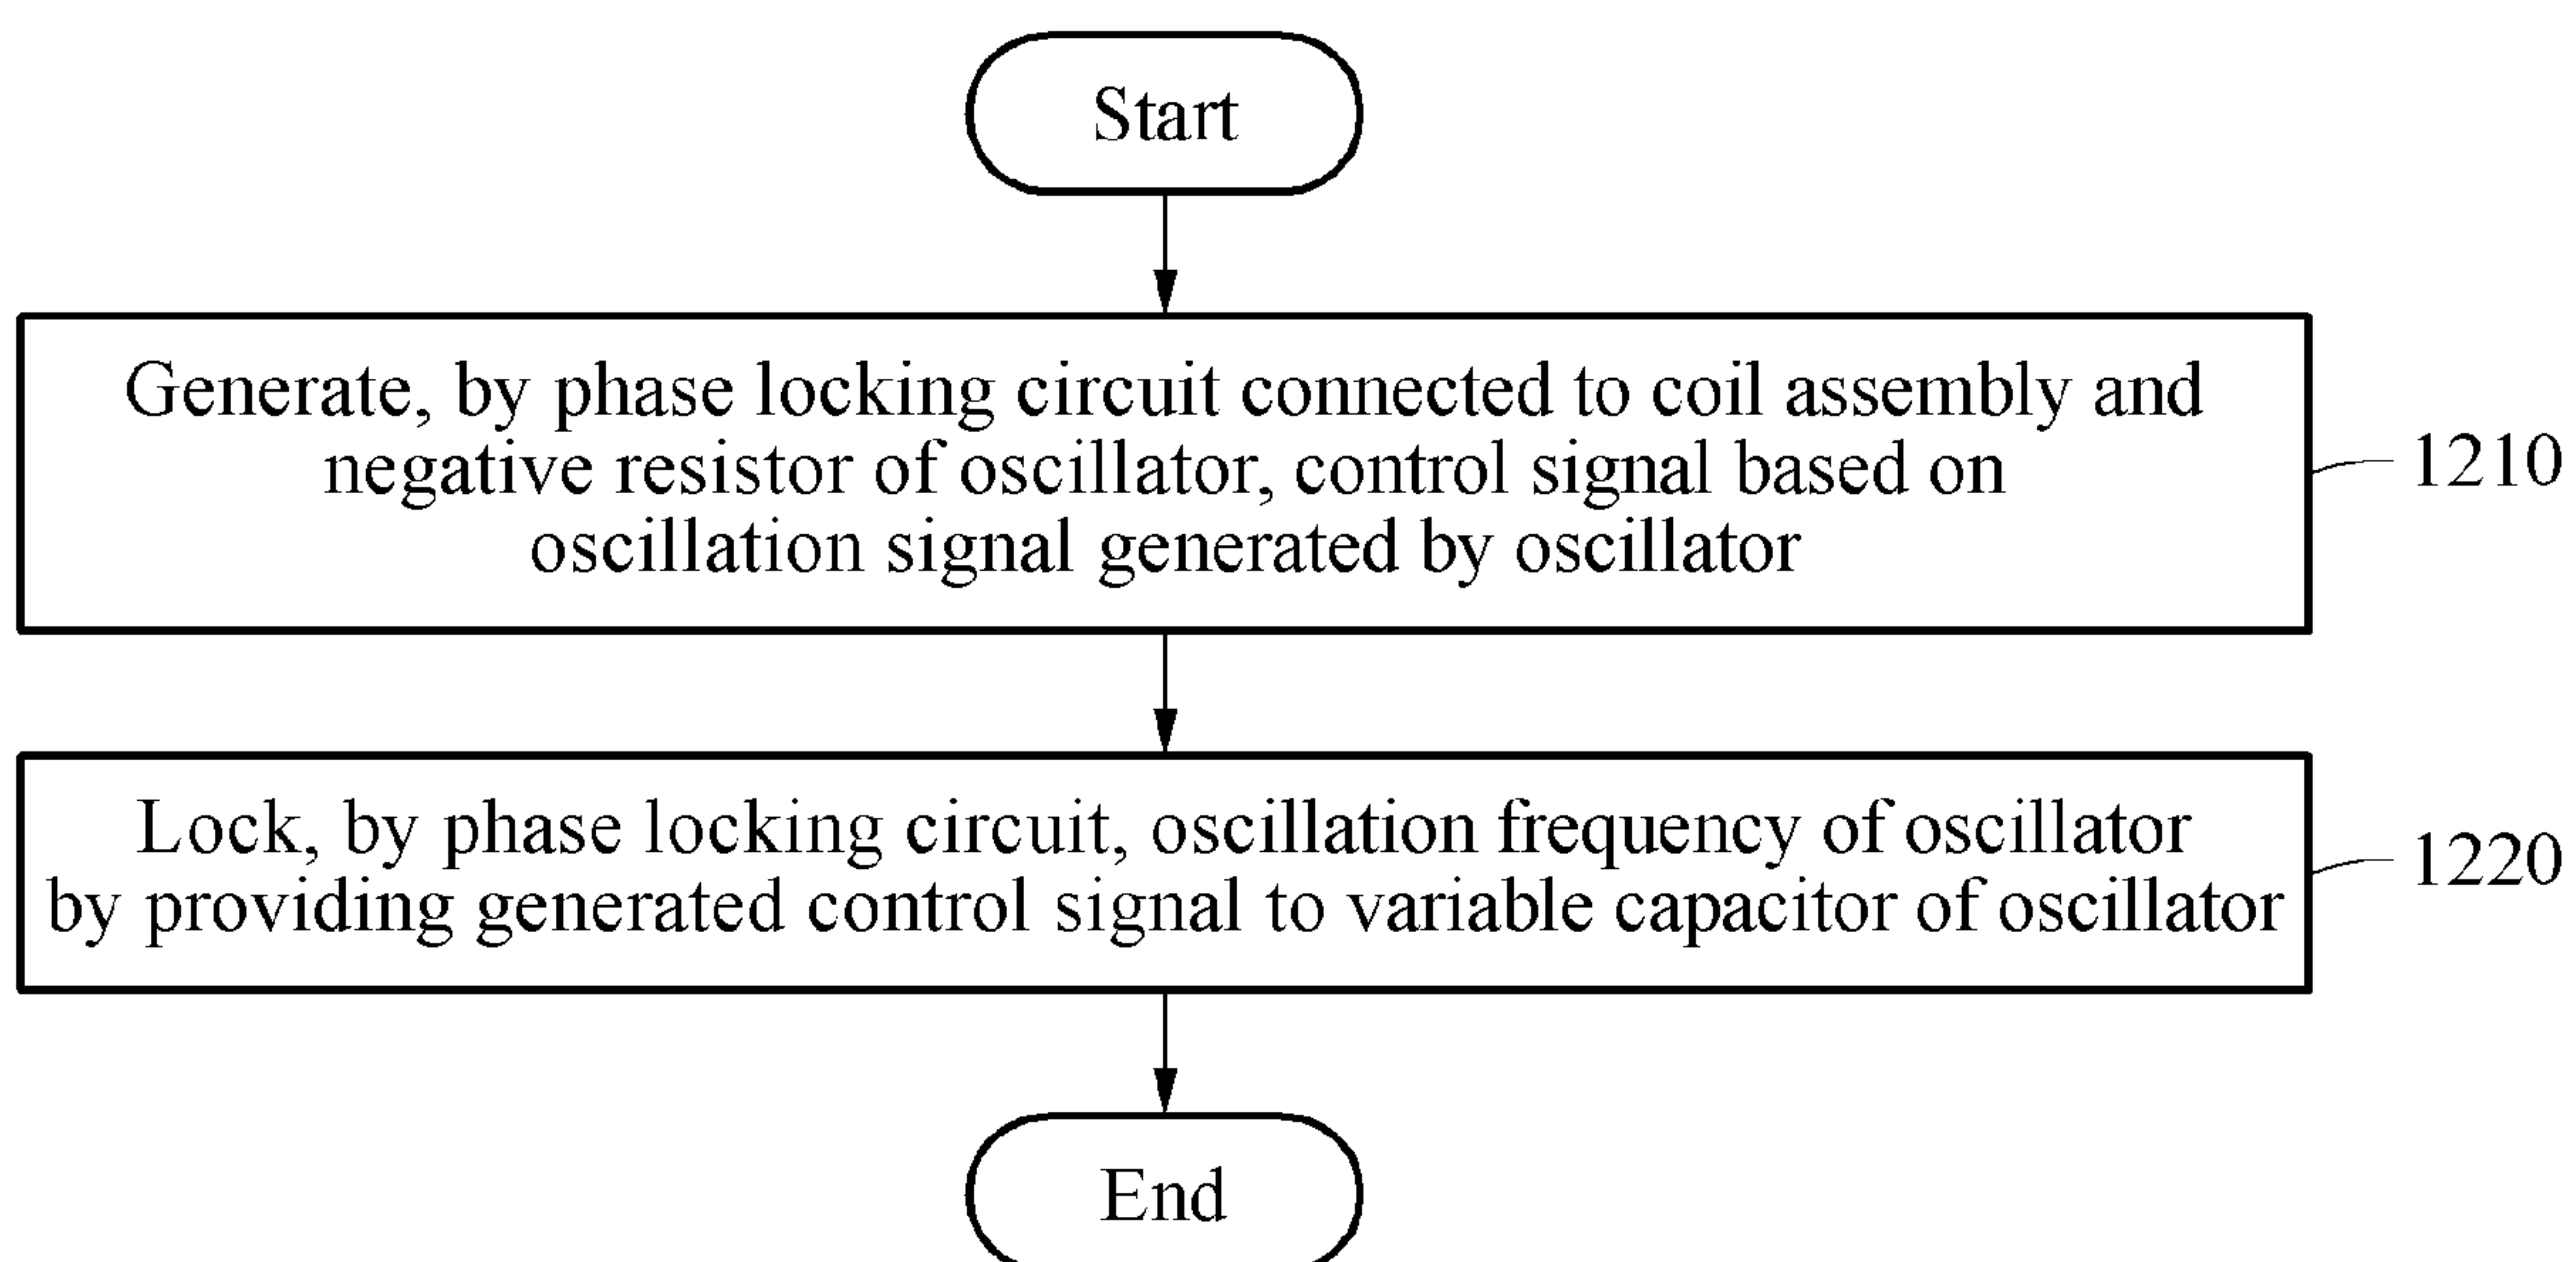 Start
Generate, by phase locking circuit connected to coil assembly and
negative resistor of oscillator, control signal based on
oscillation signal generated by oscillator
1210
Lock, by phase locking circuit, oscillation frequency of oscillator
by providing generated control signal to variable capacitor of oscillator
1220
End